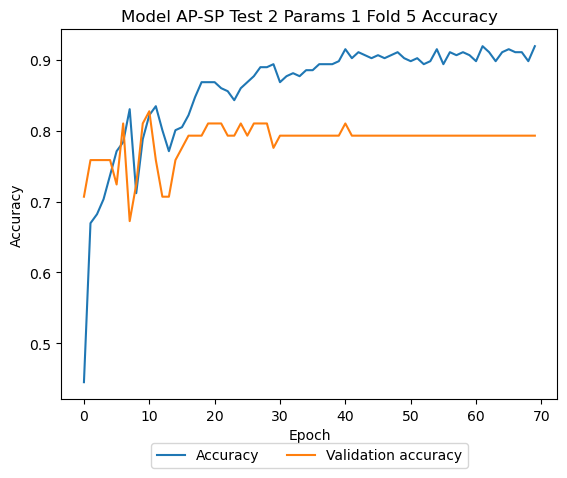 Model AP-SP Test 2 Params 1 Fold 5 Accuracy
0.9
0.8
0.7
0.6
0.5
Accuracy
0 10 20 30 40 50 60 70
Epoch
Accuracy Validation accuracy